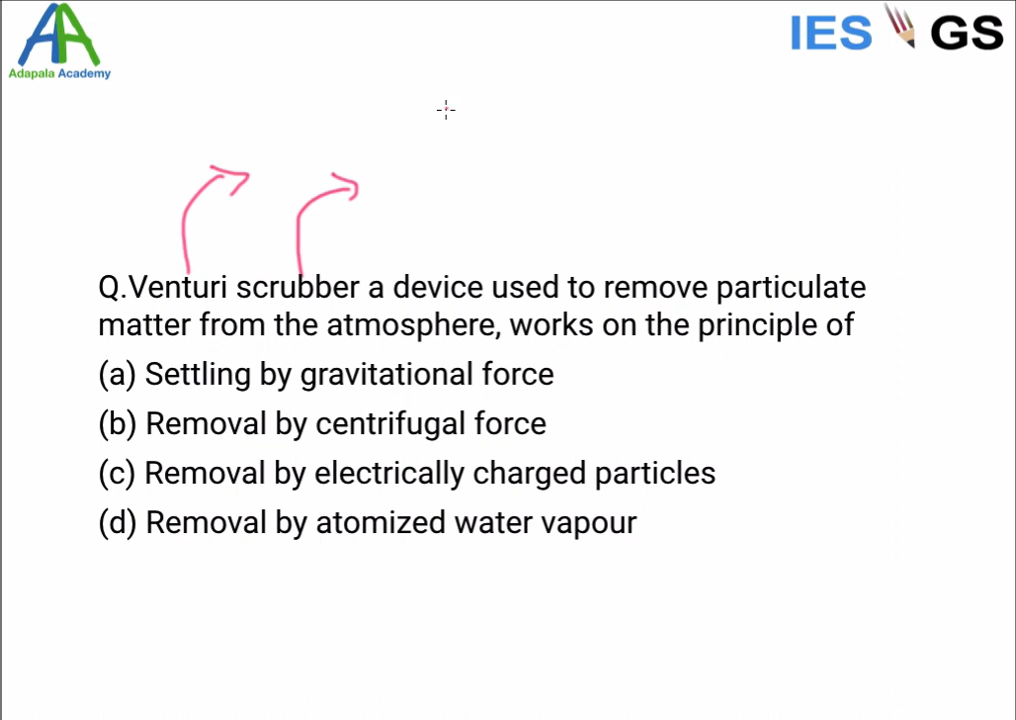 Adapala Academy
IES GS
Q.Venturi scrubber a device used to remove particulate
matter from the atmosphere, works on the principle of
(a) Settling by gravitational force
(b) Removal by centrifugal force
(c) Removal by electrically charged particles
(d) Removal by atomized water vapour